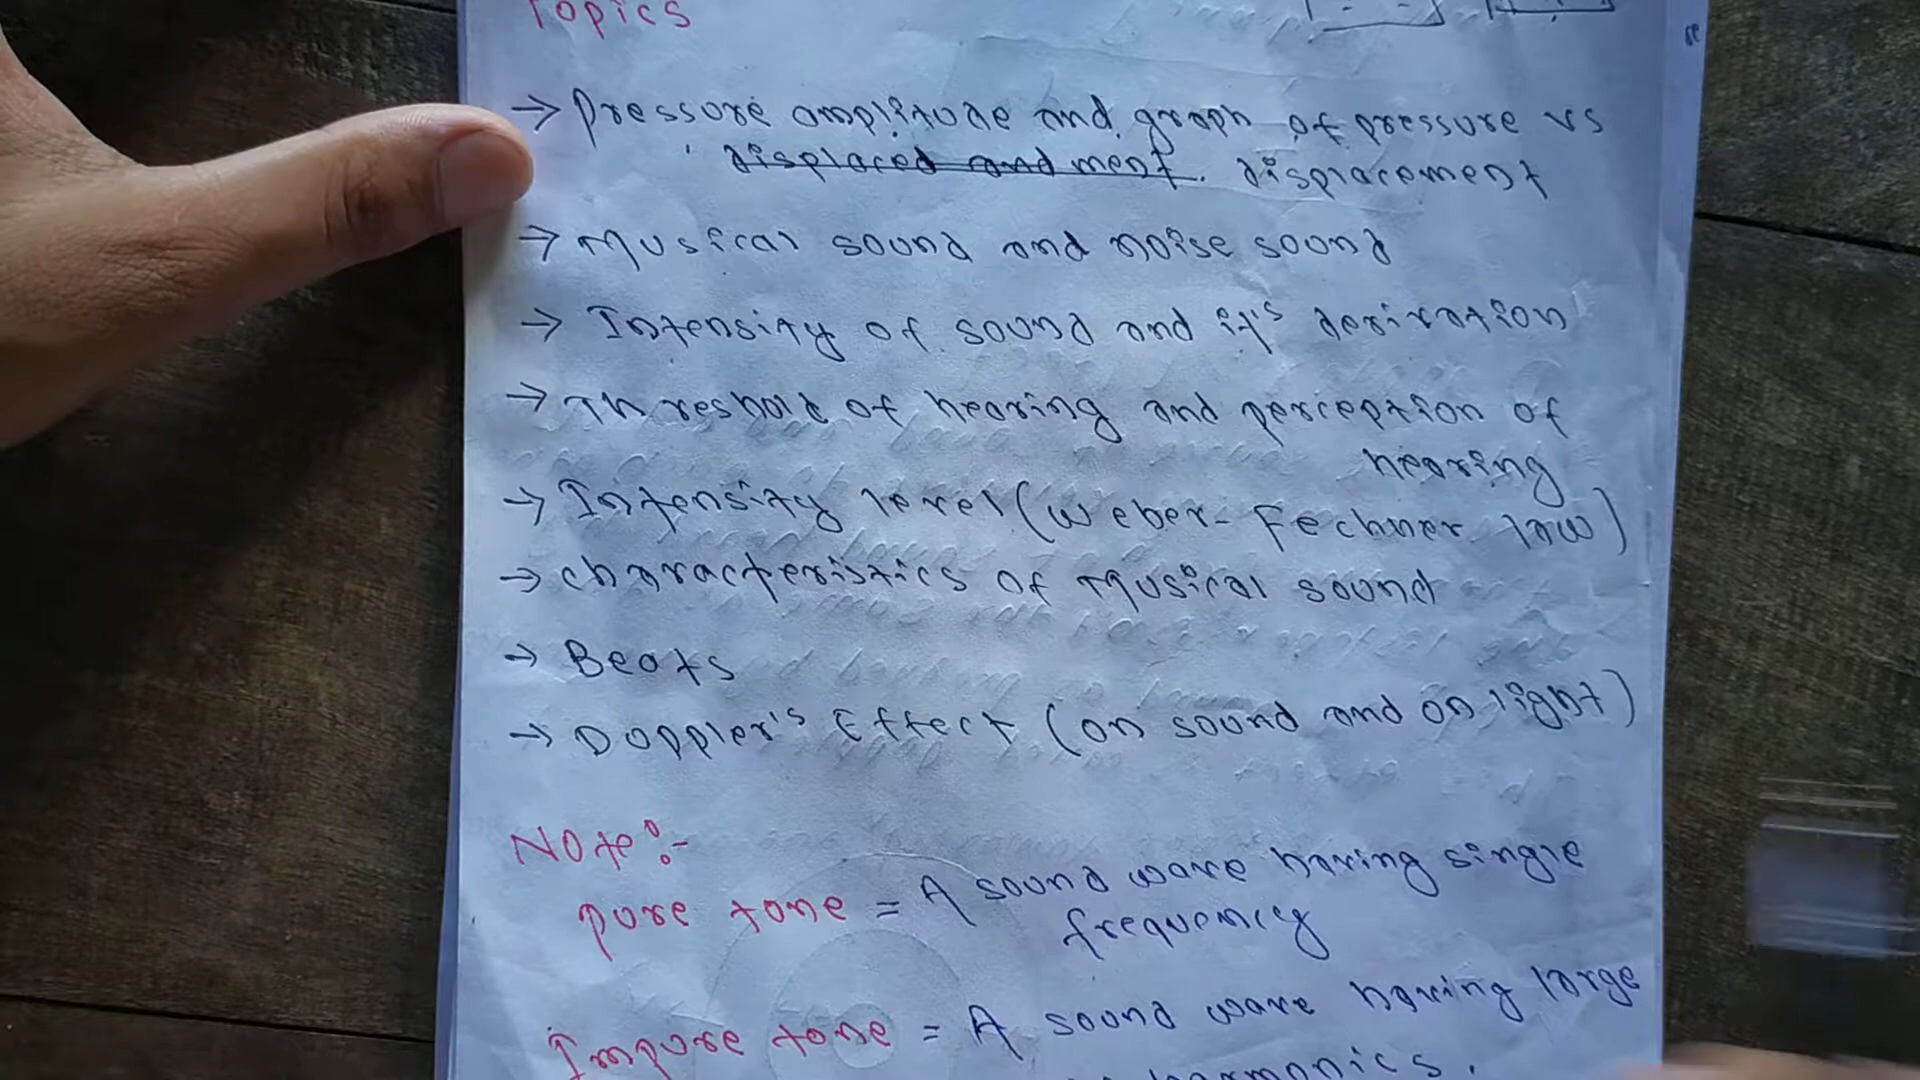 Topics
→ Pressure amplitude and graph of pressure vs
displaced and ment. displacement
→ Musical sound and noise sound
→ Intensity of sound and it's derivation
→ Threshold of hearing and perception of
hearing
→ Intensity level (Weber-Fechner law)
→ characteristics of Musical sound
→ Beats
→ Doppler's Effect (on sound and on light)
Note:-
pure tone = A sound wave having single
frequency
Impure tone = A sound wave having large
harmonics.